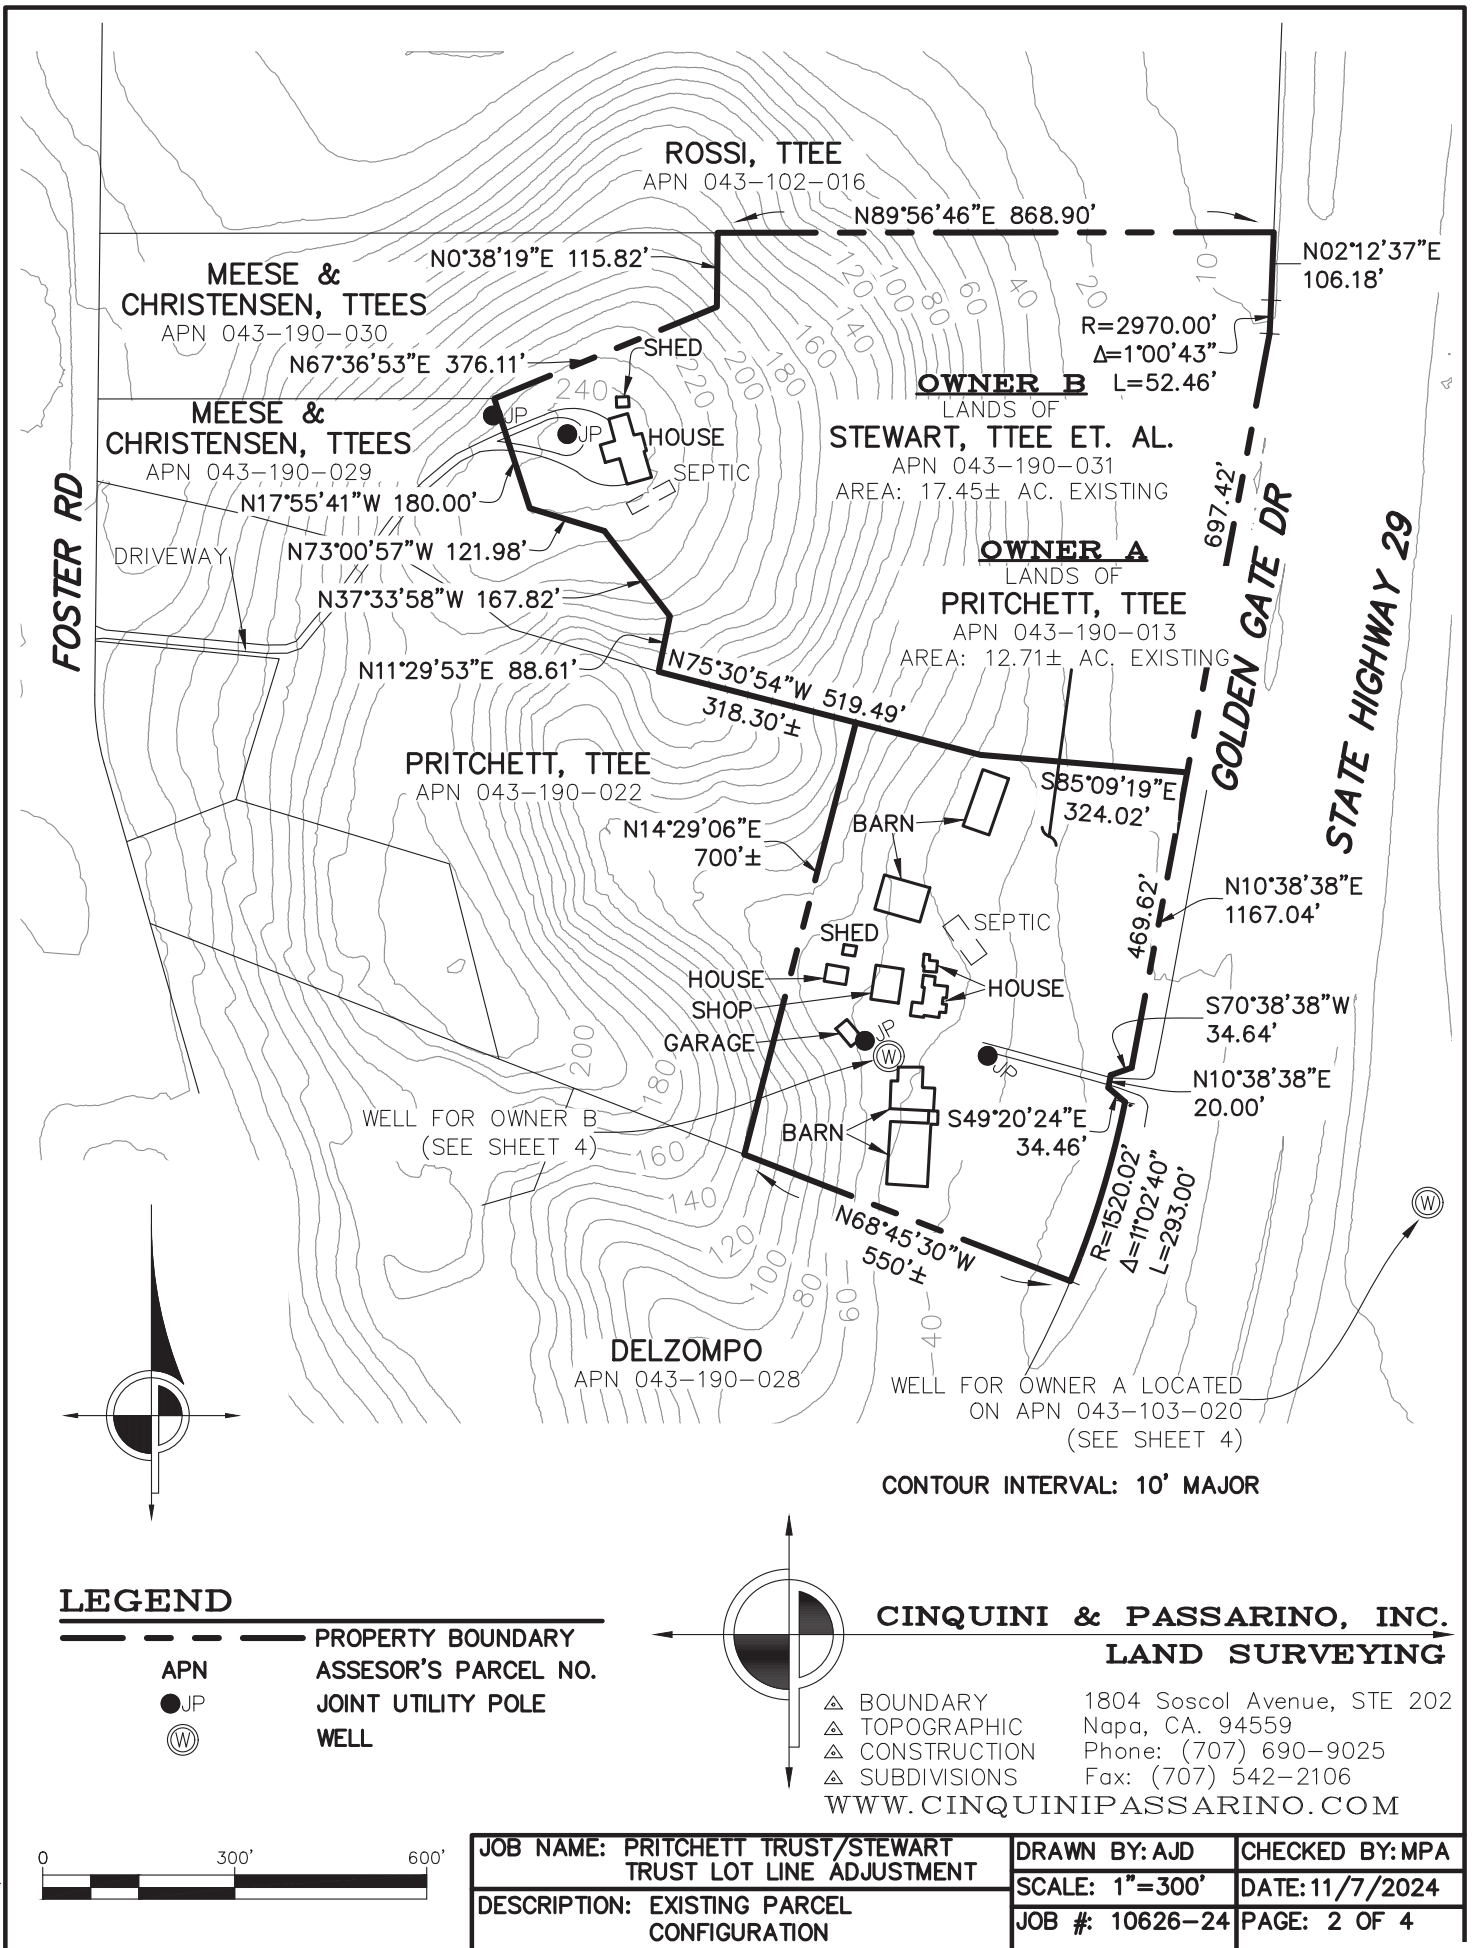 ROSSI, TTEE
APN 043-102-016
N89°56'46"E 868.90'
N0°38'19"E 115.82'
N02°12'37"E
106.18'
MEESE &
CHRISTENSEN, TTEES
APN 043-190-030
N67°36'53"E 376.11'
SHED
R=2970.00'
Δ=1°00'43"
L=52.46'
10
20
40
60
80
100
120
140
160
180
200
220
240
OWNER B
LANDS OF
STEWART, TTEE ET. AL.
APN 043-190-031
AREA: 17.45± AC. EXISTING
MEESE &
CHRISTENSEN, TTEES
APN 043-190-029
JP
JP
HOUSE
SEPTIC
N17°55'41"W 180.00'
N73°00'57"W 121.98'
N37°33'58"W 167.82'
N11°29'53"E 88.61'
DRIVEWAY
FOSTER RD
697.42'
GOLDEN GATE DR
STATE HIGHWAY 29
OWNER A
LANDS OF
PRITCHETT, TTEE
APN 043-190-013
AREA: 12.71± AC. EXISTING
N75°30'54"W 519.49'
318.30'±
PRITCHETT, TTEE
APN 043-190-022
S85°09'19"E
324.02'
N14°29'06"E
700'±
BARN
469.62'
N10°38'38"E
1167.04'
SHED
SEPTIC
HOUSE
HOUSE
SHOP
GARAGE
JP
W
JP
S70°38'38"W
34.64'
N10°38'38"E
20.00'
WELL FOR OWNER B
(SEE SHEET 4)
BARN
S49°20'24"E
34.46'
R=1520.02'
Δ=11°02'40"
L=293.00'
W
200
180
160
140
120
100
80
60
40
N68°45'30"W
550'±
DELZOMPO
APN 043-190-028
WELL FOR OWNER A LOCATED
ON APN 043-103-020
(SEE SHEET 4)
CONTOUR INTERVAL: 10' MAJOR
LEGEND
PROPERTY BOUNDARY
APN ASSESOR'S PARCEL NO.
JP JOINT UTILITY POLE
W WELL
CINQUINI & PASSARINO, INC.
LAND SURVEYING
BOUNDARY 1804 Soscol Avenue, STE 202
TOPOGRAPHIC Napa, CA. 94559
CONSTRUCTION Phone: (707) 690-9025
SUBDIVISIONS Fax: (707) 542-2106
WWW.CINQUINIPASSARINO.COM
0 300' 600'
JOB NAME: PRITCHETT TRUST/STEWART
TRUST LOT LINE ADJUSTMENT
DESCRIPTION: EXISTING PARCEL
CONFIGURATION
DRAWN BY: AJD CHECKED BY: MPA
SCALE: 1"=300' DATE: 11/7/2024
JOB #: 10626-24 PAGE: 2 OF 4